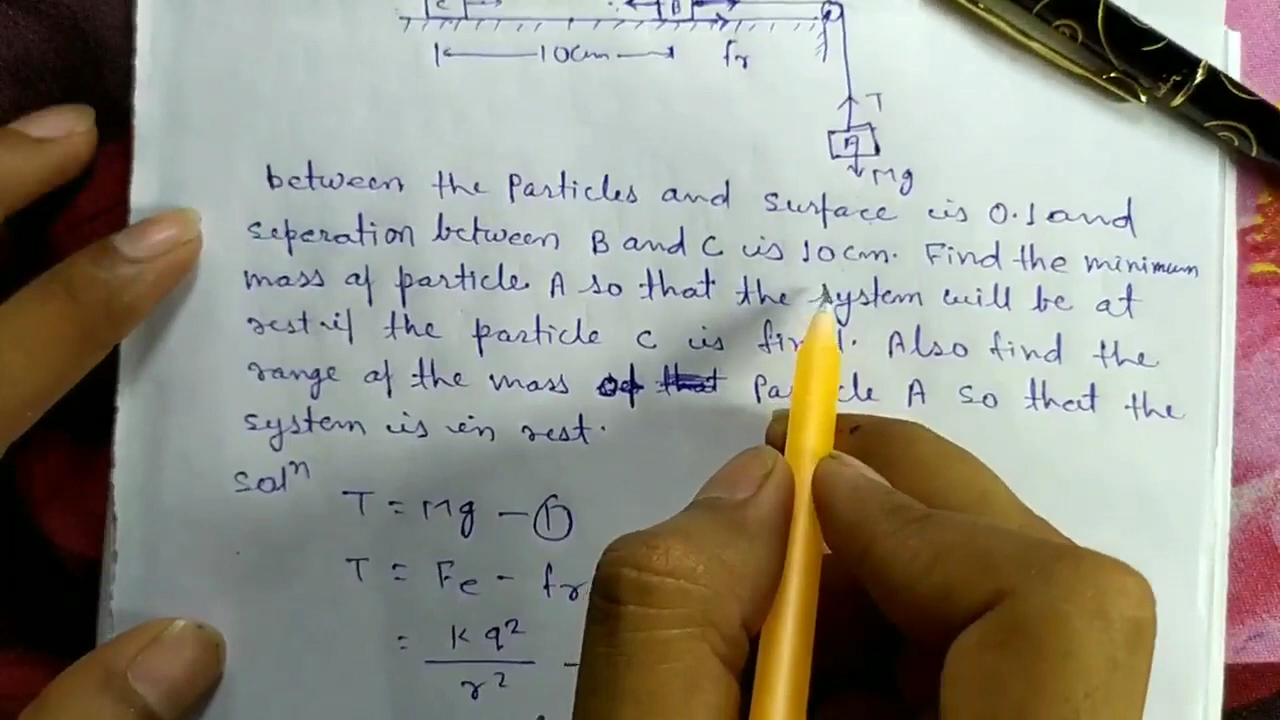 C
B
10cm
fr
T
A
Mg
between the Particles and surface is 0.1 and
seperation between B and C is 10cm. Find the minimum
mass of particle A so that the system will be at
rest if the particle C is Also find the
range of the mass of that Particle A so that the
system is in rest.
Solⁿ
T = Mg - ①
T = Fe - fr
= Kq² / r² -